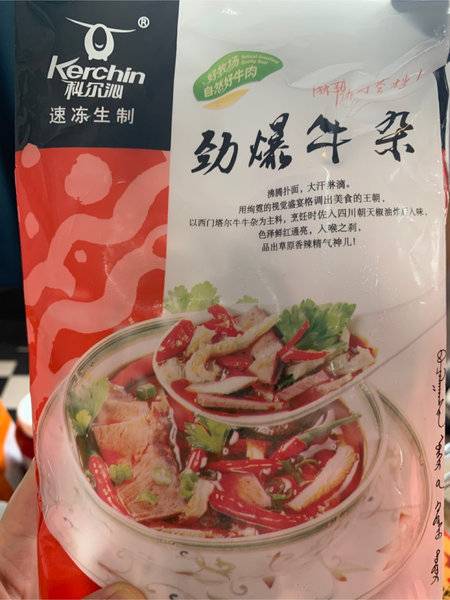 Kerchin®
科尔沁
速冻生制
好牧场
自然好牛肉
劲爆牛杂
沸腾扑面，大汗淋漓。
用绚霓的视觉盛宴格调出美食的王朝，
以西门塔尔牛牛杂为主料，烹饪时佐入四川朝天椒油炸后入味，
色泽鲜红通亮，入喉之刹，
品出草原香辣精气神儿！